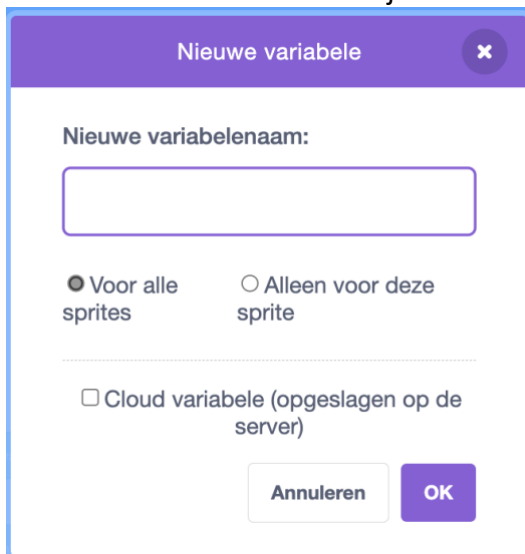 Nieuwe variabele
Nieuwe variabelenaam:
Voor alle
sprites
Alleen voor deze
sprite
Cloud variabele (opgeslagen op de
server)
Annuleren
OK